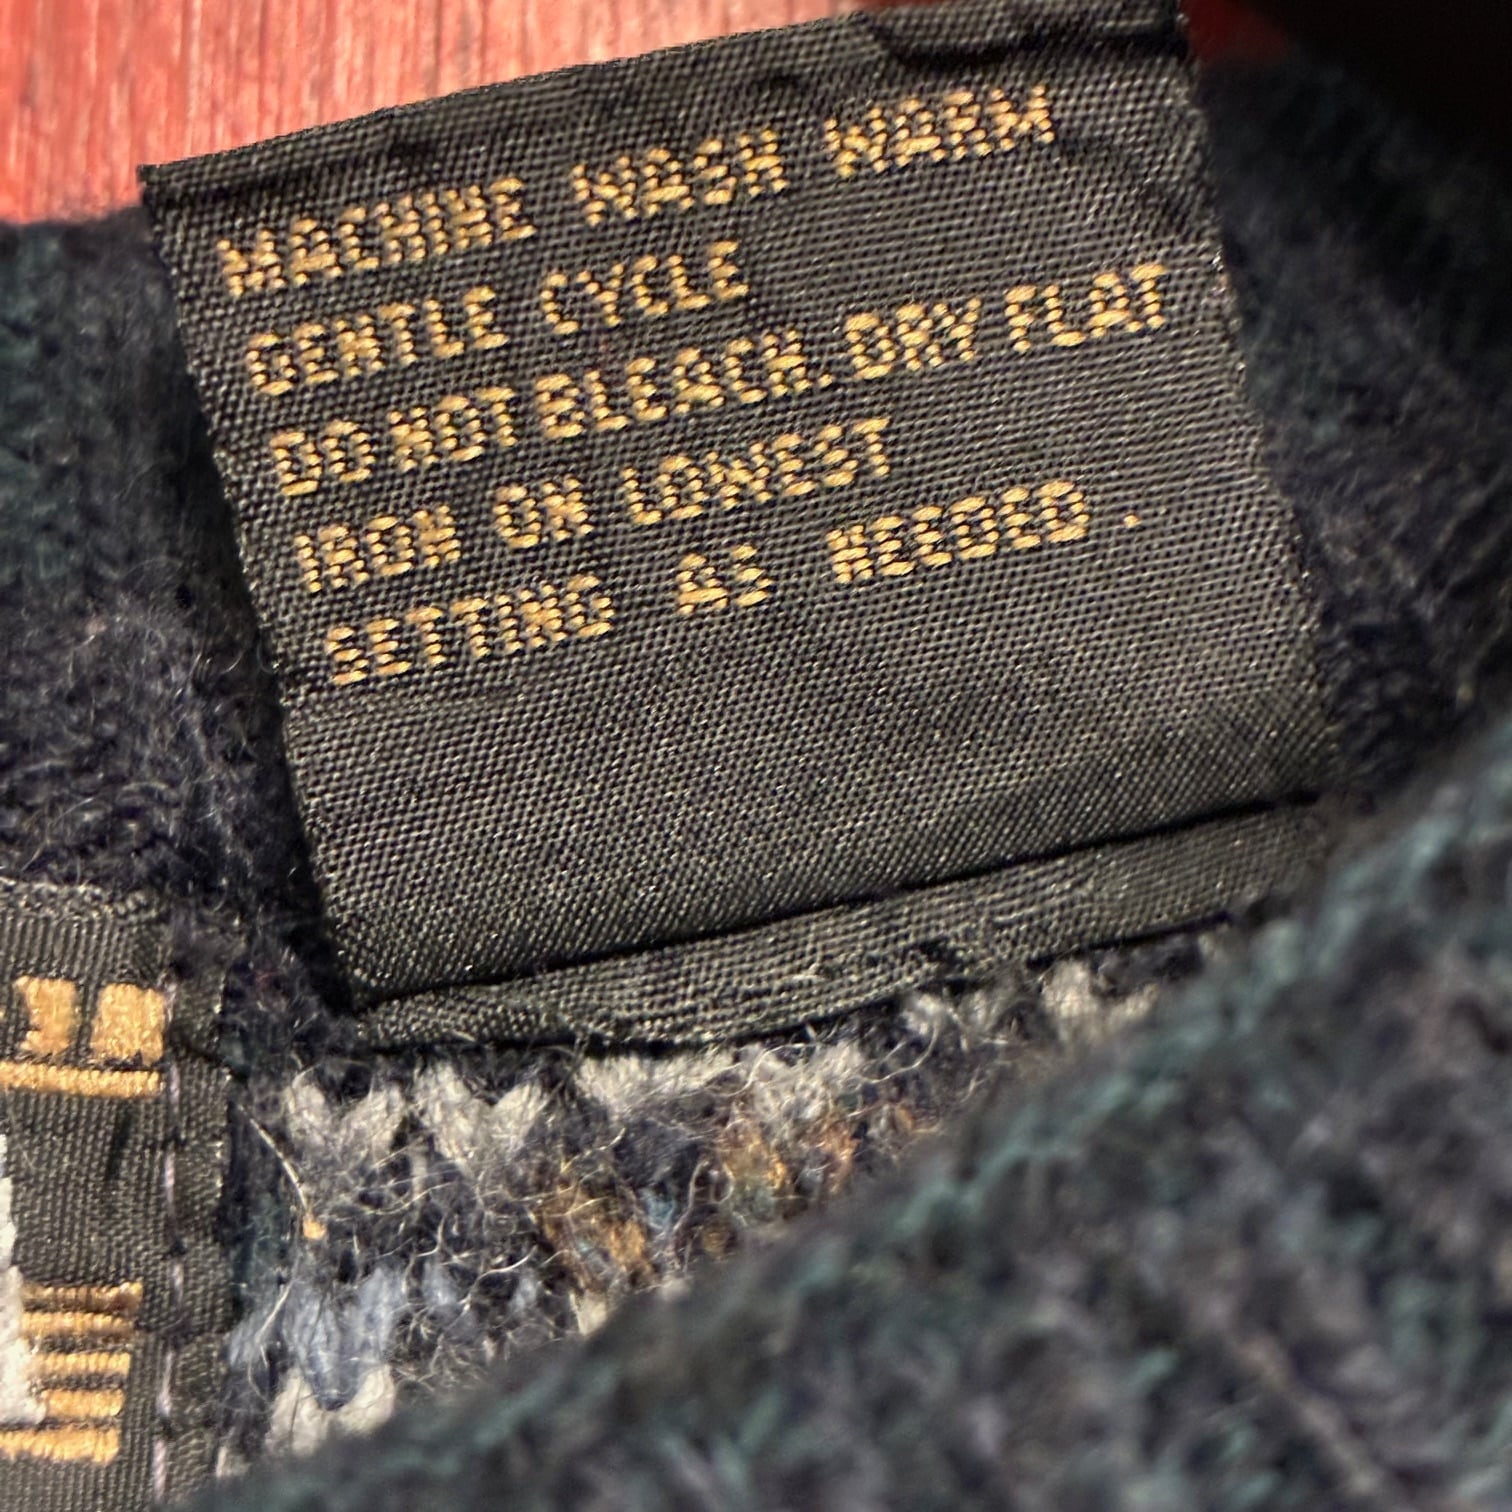 MACHINE WASH WARM
GENTLE CYCLE
DO NOT BLEACH. DRY FLAT
IRON ON LOWEST
SETTING AS NEEDED.